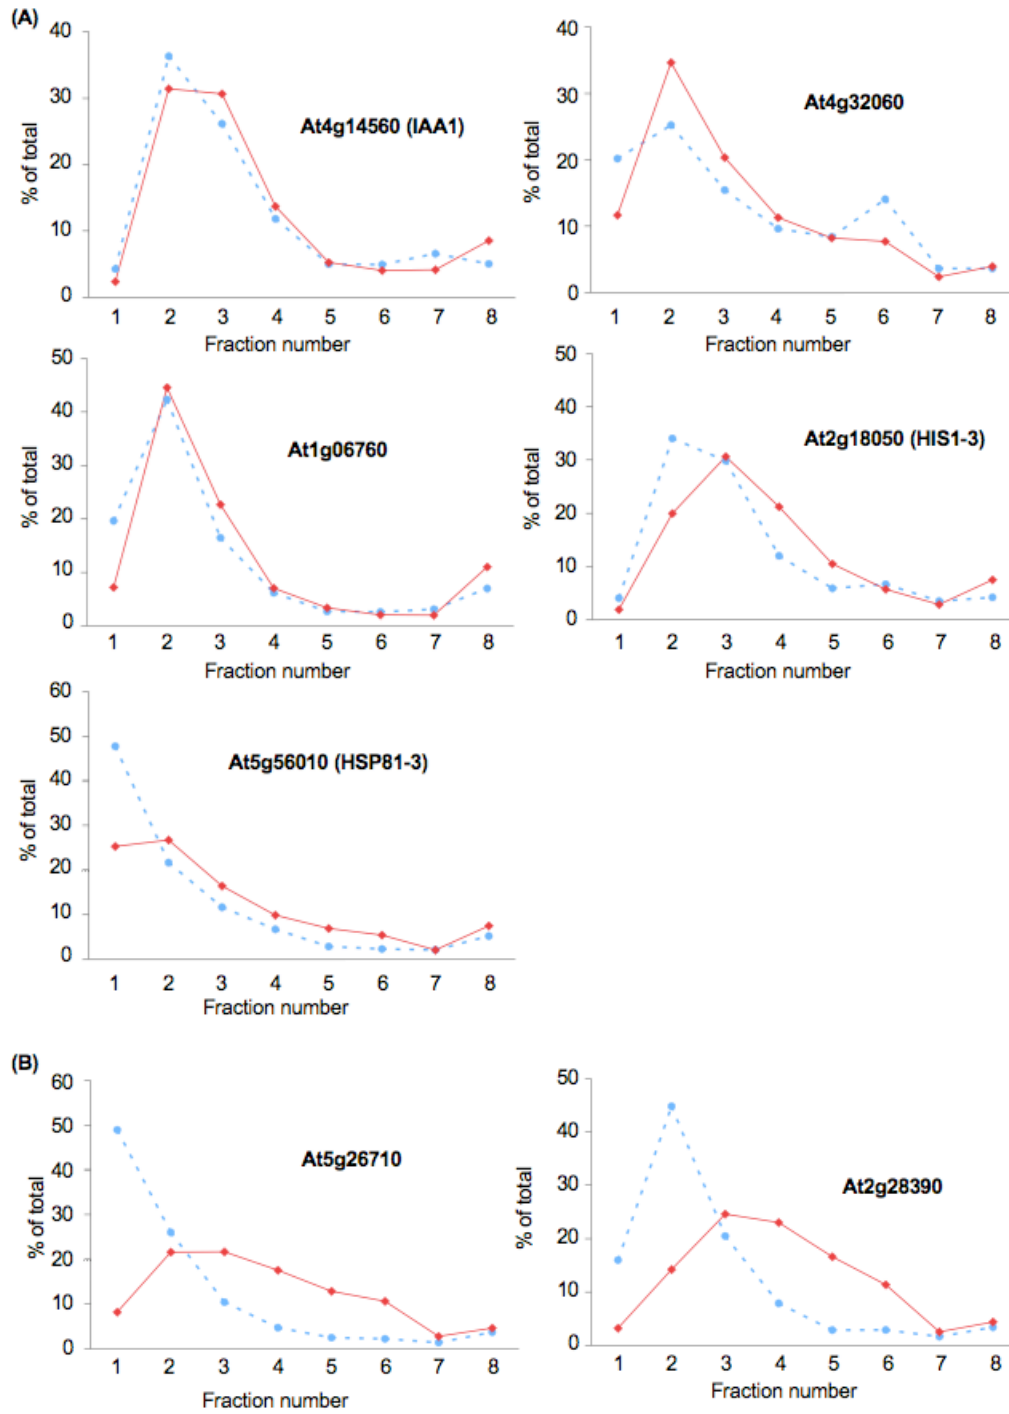 (A)
40
30
20
10
0
% of total
At4g14560 (IAA1)
1 2 3 4 5 6 7 8
Fraction number
40
30
20
10
0
% of total
At4g32060
1 2 3 4 5 6 7 8
Fraction number
50
40
30
20
10
0
% of total
At1g06760
1 2 3 4 5 6 7 8
Fraction number
50
40
30
20
10
0
% of total
At2g18050 (HIS1-3)
1 2 3 4 5 6 7 8
Fraction number
60
50
40
30
20
10
0
% of total
At5g56010 (HSP81-3)
1 2 3 4 5 6 7 8
Fraction number
(B)
60
50
40
30
20
10
0
% of total
At5g26710
1 2 3 4 5 6 7 8
Fraction number
50
40
30
20
10
0
% of total
At2g28390
1 2 3 4 5 6 7 8
Fraction number